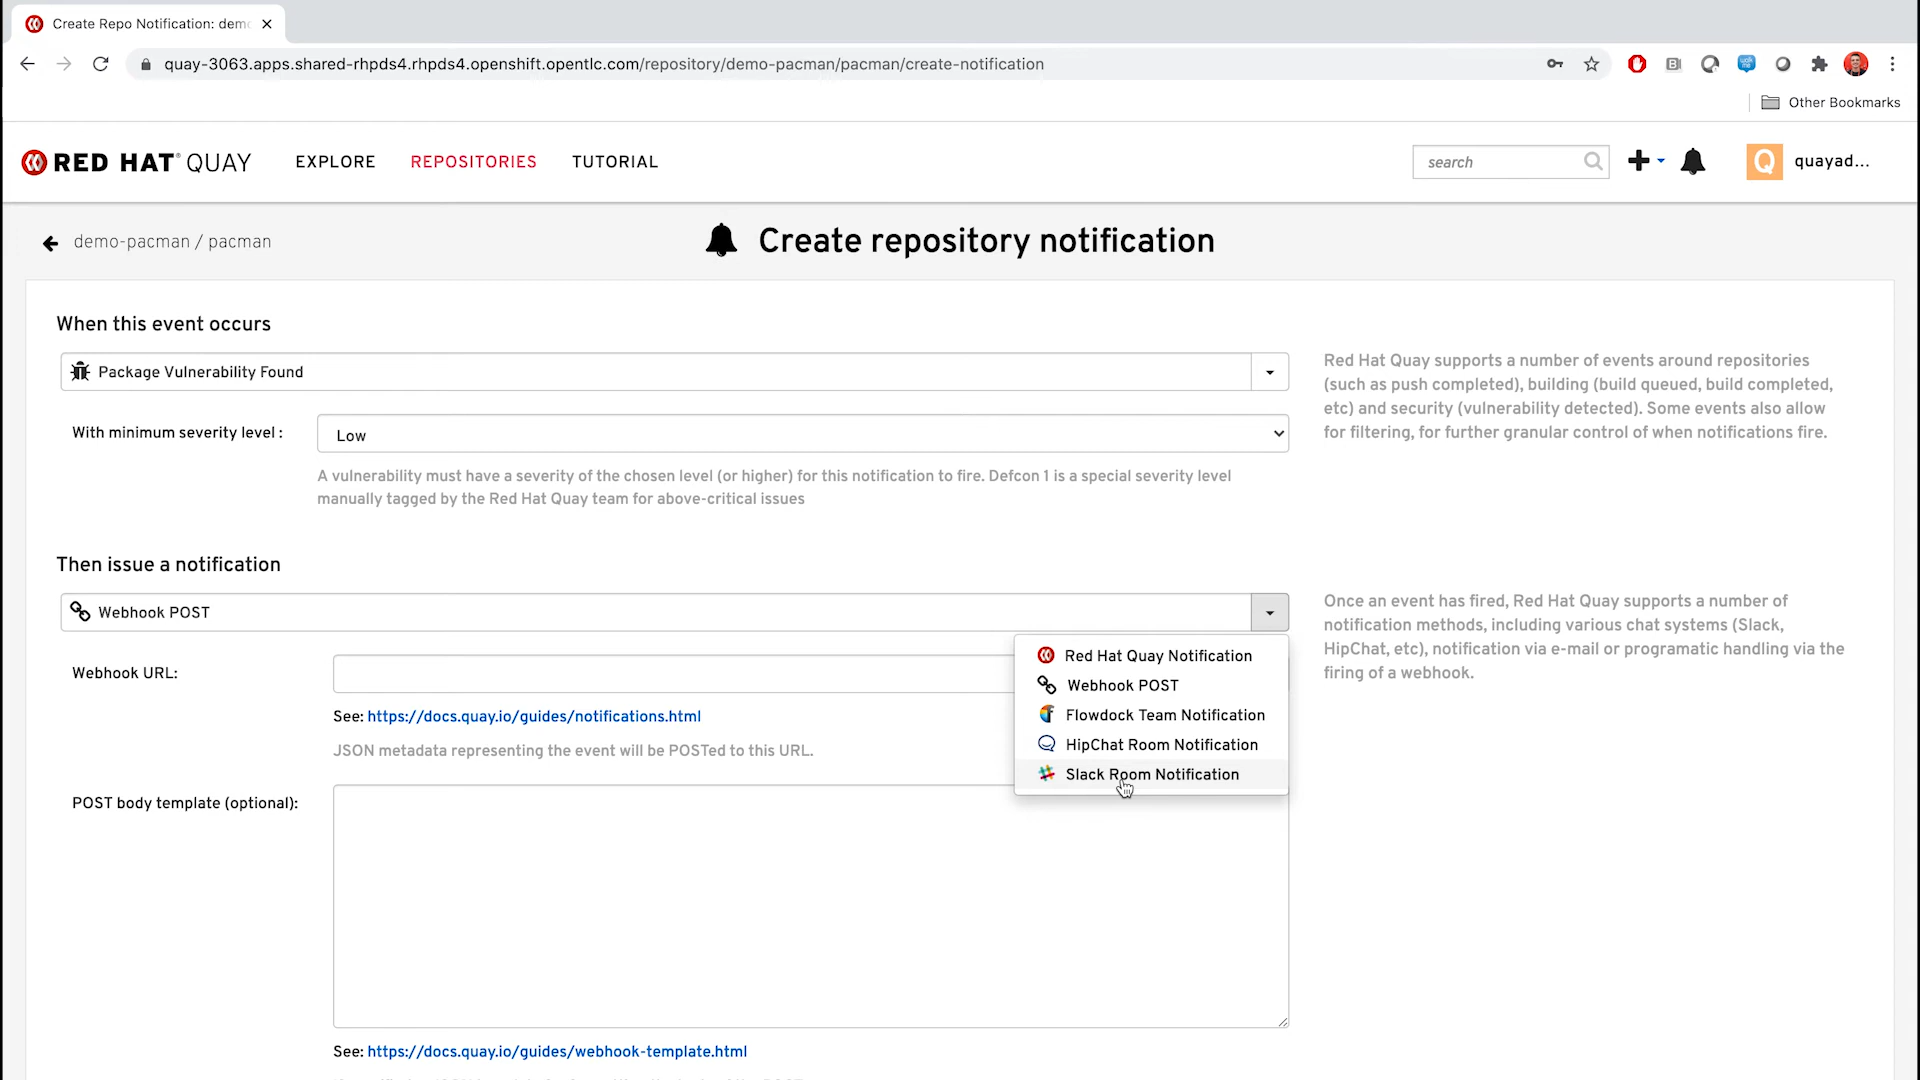 Create Repo Notification: dem
quay-3063.apps.shared-rhpds4.rhpds4.openshift.opentlc.com/repository/demo-pacman/pacman/create-notification
Other Bookmarks
RED HAT® QUAY
EXPLORE
REPOSITORIES
TUTORIAL
search
Q
quayad...
demo-pacman / pacman
Create repository notification
When this event occurs
Package Vulnerability Found
With minimum severity level :
Low
A vulnerability must have a severity of the chosen level (or higher) for this notification to fire. Defcon 1 is a special severity level
manually tagged by the Red Hat Quay team for above-critical issues
Red Hat Quay supports a number of events around repositories
(such as push completed), building (build queued, build completed,
etc) and security (vulnerability detected). Some events also allow
for filtering, for further granular control of when notifications fire.
Then issue a notification
Webhook POST
Red Hat Quay Notification
Webhook POST
Flowdock Team Notification
HipChat Room Notification
Slack Room Notification
Once an event has fired, Red Hat Quay supports a number of
notification methods, including various chat systems (Slack,
HipChat, etc), notification via e-mail or programatic handling via the
firing of a webhook.
Webhook URL:
See: https://docs.quay.io/guides/notifications.html
JSON metadata representing the event will be POSTed to this URL.
POST body template (optional):
See: https://docs.quay.io/guides/webhook-template.html